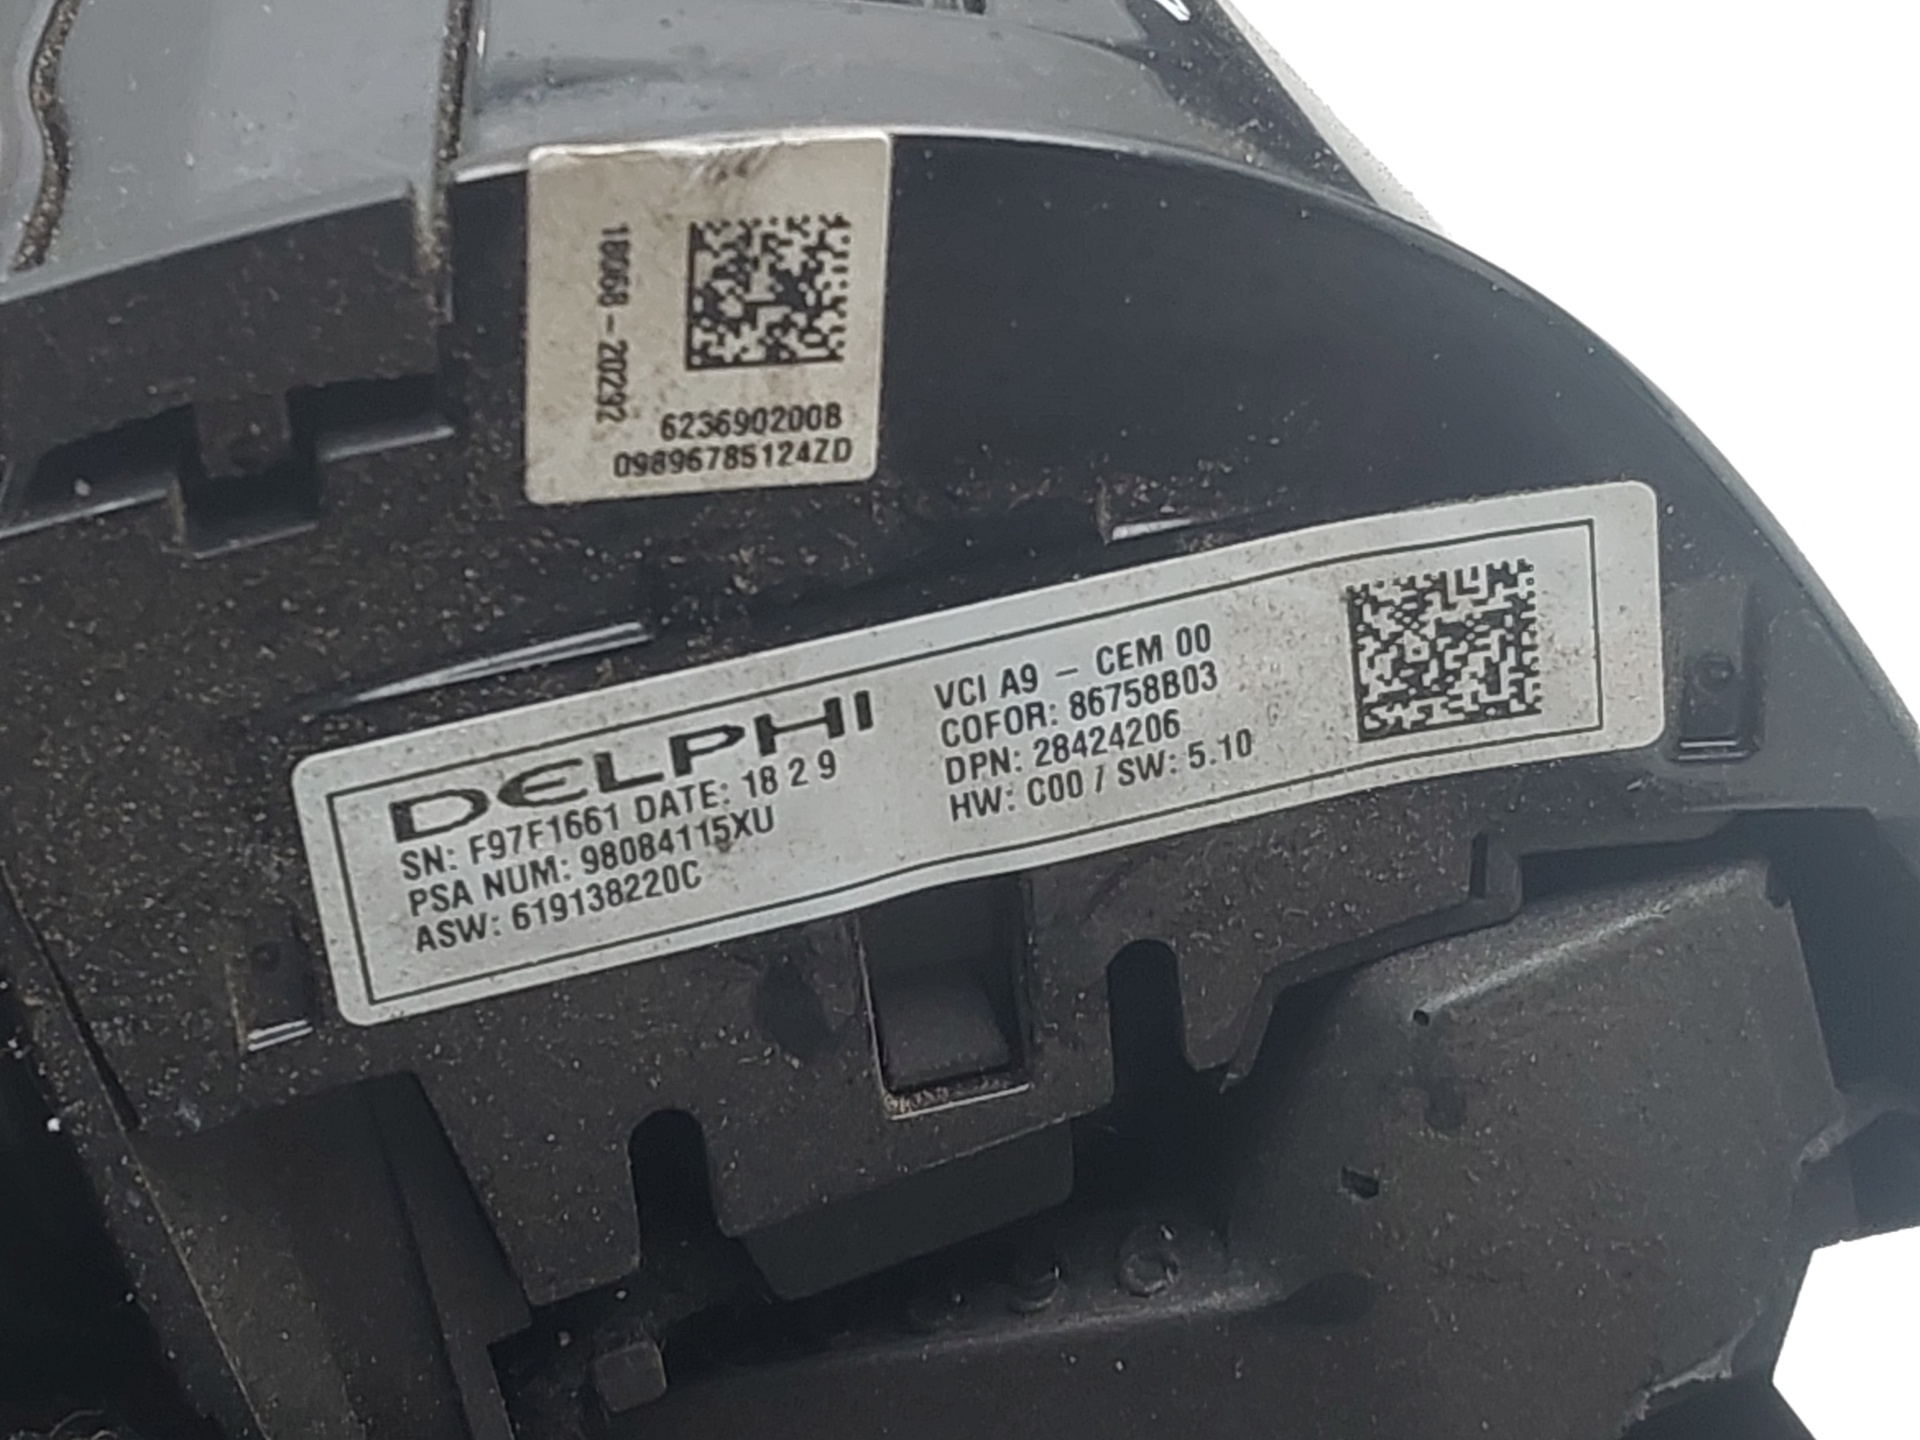 18068-20292
623690200B
09896785124ZD
DELPHI
SN: F97F1661 DATE: 18 2 9
PSA NUM: 98084115XU
ASW: 619138220C
VCI A9 - CEM 00
COFOR: 86758B03
DPN: 28424206
HW: C00 / SW: 5.10